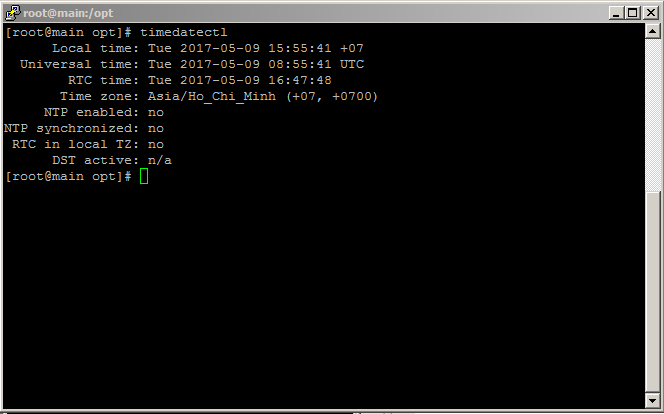 root@main:/opt
[root@main opt]# timedatectl
      Local time: Tue 2017-05-09 15:55:41 +07
  Universal time: Tue 2017-05-09 08:55:41 UTC
        RTC time: Tue 2017-05-09 16:47:48
       Time zone: Asia/Ho_Chi_Minh (+07, +0700)
     NTP enabled: no
NTP synchronized: no
 RTC in local TZ: no
      DST active: n/a
[root@main opt]#